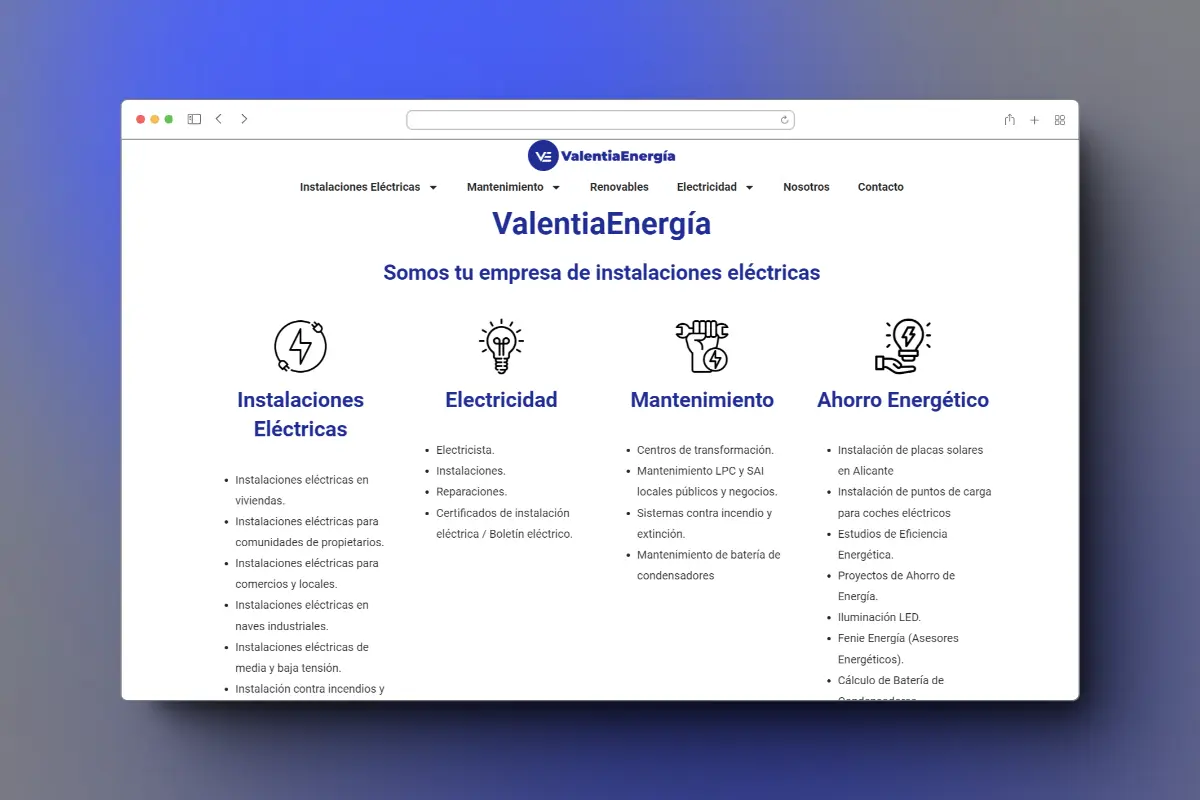 VE ValentiaEnergía
Instalaciones Eléctricas
Mantenimiento
Renovables
Electricidad
Nosotros
Contacto
ValentiaEnergía
Somos tu empresa de instalaciones eléctricas
Instalaciones
Eléctricas
Instalaciones eléctricas en
viviendas.
Instalaciones eléctricas para
comunidades de propietarios.
Instalaciones eléctricas para
comercios y locales.
Instalaciones eléctricas en
naves industriales.
Instalaciones eléctricas de
media y baja tensión.
Instalación contra incendios y
Electricidad
Electricista.
Instalaciones.
Reparaciones.
Certificados de instalación
eléctrica / Boletín eléctrico.
Mantenimiento
Centros de transformación.
Mantenimiento LPC y SAI
locales públicos y negocios.
Sistemas contra incendio y
extinción.
Mantenimiento de batería de
condensadores
Ahorro Energético
Instalación de placas solares
en Alicante
Instalación de puntos de carga
para coches eléctricos
Estudios de Eficiencia
Energética.
Proyectos de Ahorro de
Energía.
Iluminación LED.
Fenie Energía (Asesores
Energéticos).
Cálculo de Batería de